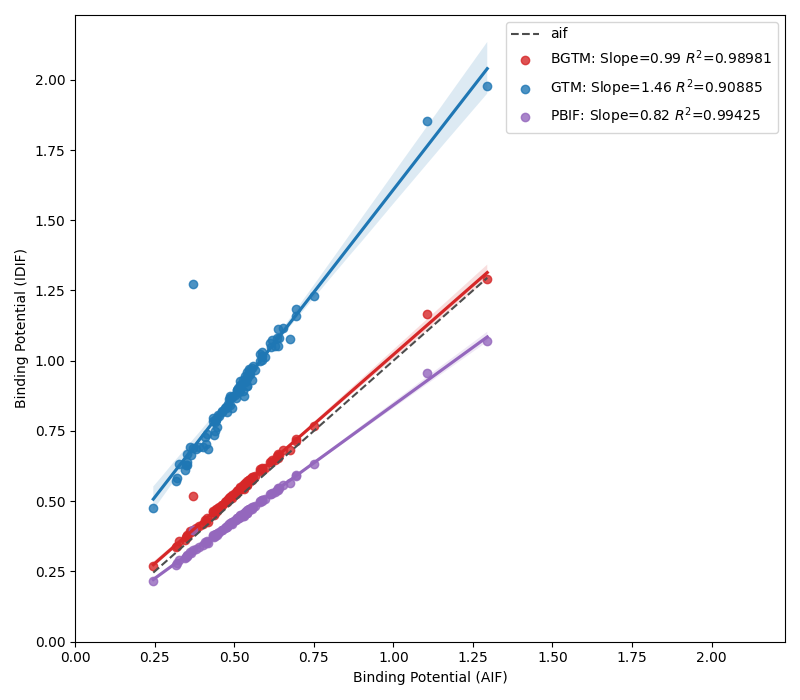 aif
BGTM: Slope=0.99 R²=0.98981
GTM: Slope=1.46 R²=0.90885
PBIF: Slope=0.82 R²=0.99425
2.00
1.75
1.50
1.25
1.00
0.75
0.50
0.25
0.00
Binding Potential (IDIF)
0.00 0.25 0.50 0.75 1.00 1.25 1.50 1.75 2.00
Binding Potential (AIF)